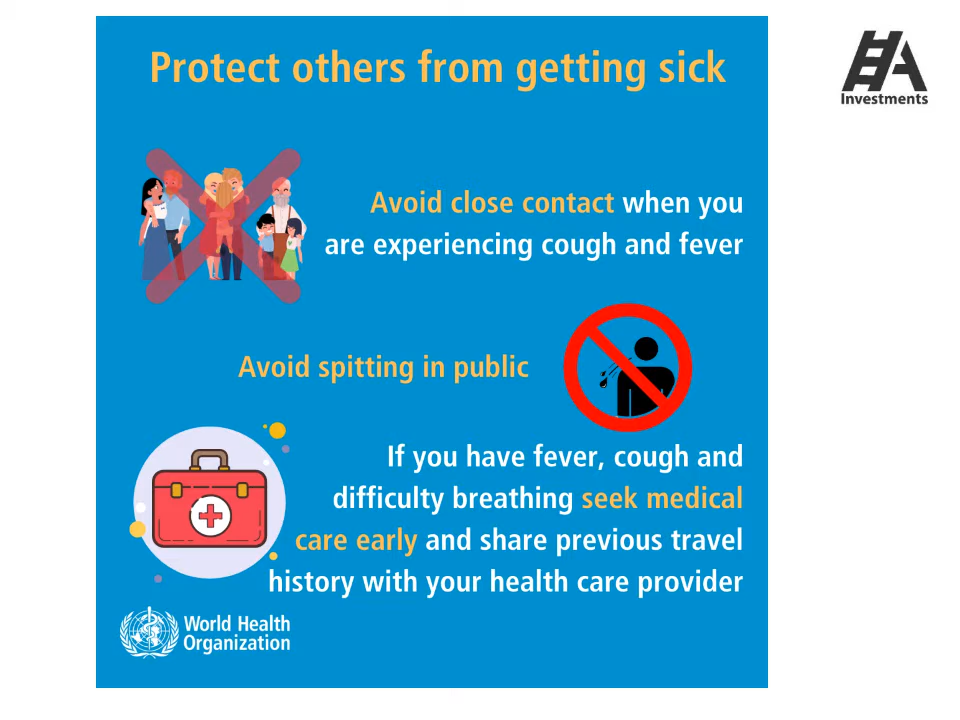 Protect others from getting sick
Investments
Avoid close contact when you
are experiencing cough and fever
Avoid spitting in public
If you have fever, cough and
difficulty breathing seek medical
care early and share previous travel
history with your health care provider
World Health
Organization